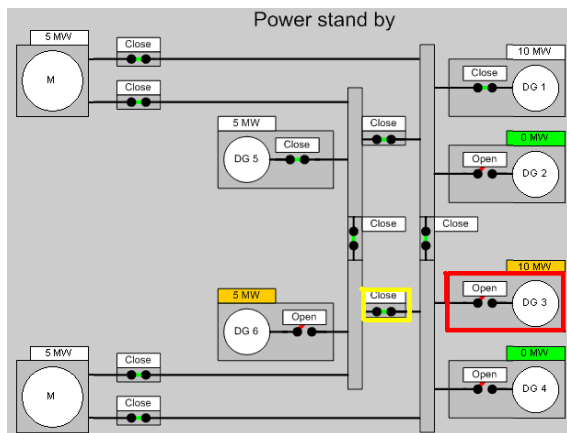 Power stand by
5 MW
Close
M
Close
10 MW
Close
DG 1
5 MW
Close
DG 5
Close
0 MW
Open
DG 2
Close
Close
10 MW
Open
DG 3
5 MW
Open
DG 6
Close
5 MW
Close
M
Close
0 MW
Open
DG 4